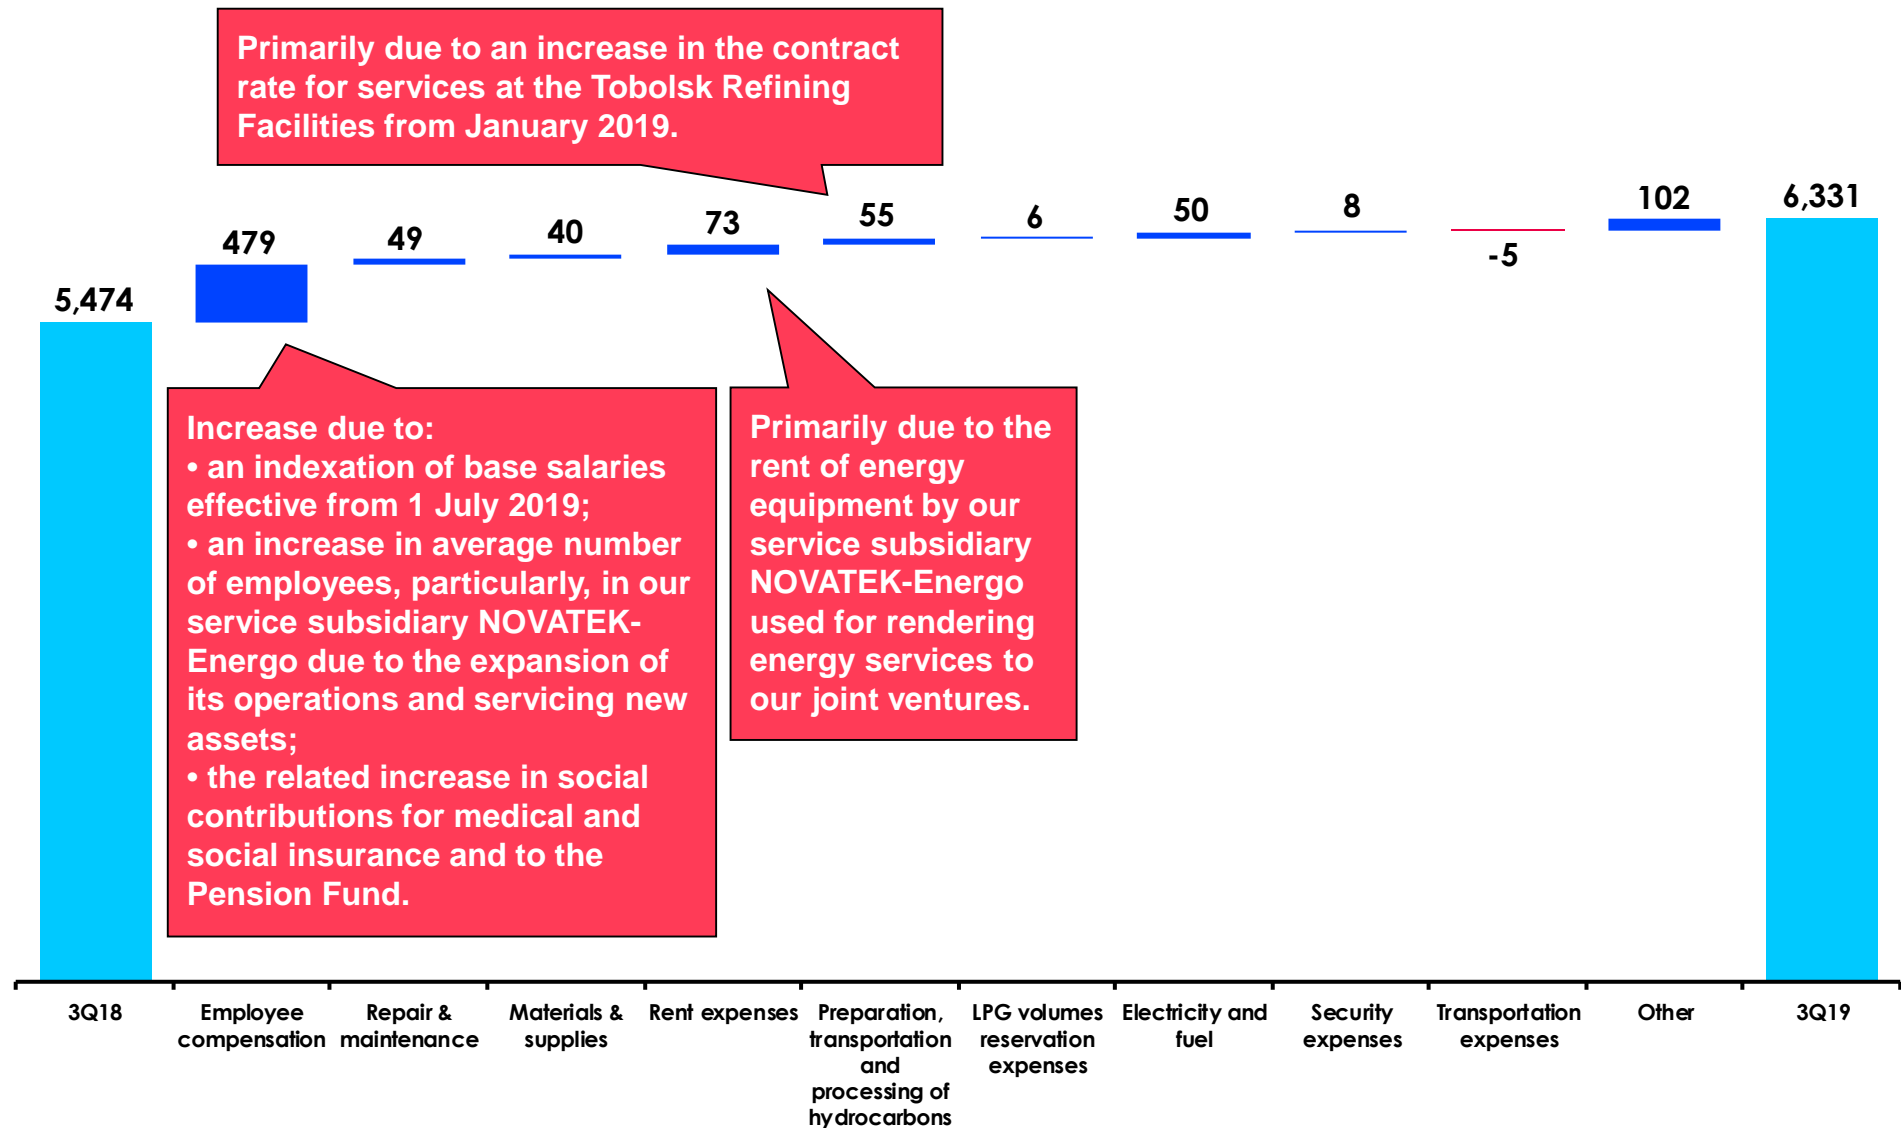 Primarily due to an increase in the contract
rate for services at the Tobolsk Refining
Facilities from January 2019.
5,474
479
49
40
73
55
6
50
8
-5
102
6,331
Increase due to:
• an indexation of base salaries
effective from 1 July 2019;
• an increase in average number
of employees, particularly, in our
service subsidiary NOVATEK-
Energo due to the expansion of
its operations and servicing new
assets;
• the related increase in social
contributions for medical and
social insurance and to the
Pension Fund.
Primarily due to the
rent of energy
equipment by our
service subsidiary
NOVATEK-Energo
used for rendering
energy services to
our joint ventures.
3Q18
Employee
compensation
Repair &
maintenance
Materials &
supplies
Rent expenses
Preparation,
transportation
and
processing of
hydrocarbons
LPG volumes
reservation
expenses
Electricity and
fuel
Security
expenses
Transportation
expenses
Other
3Q19